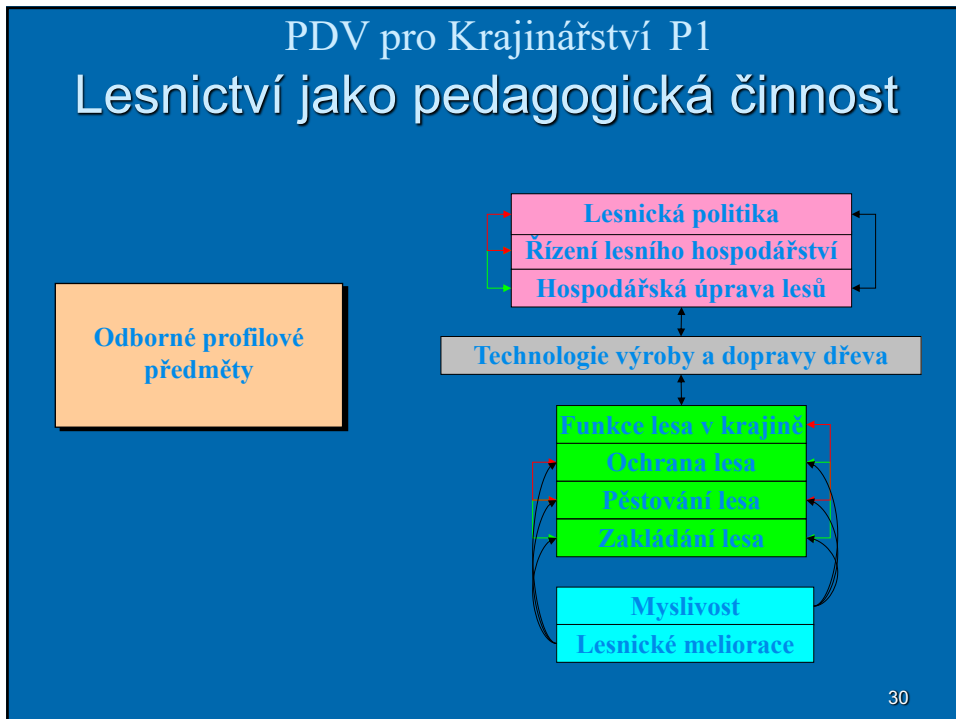 PDV pro Krajinářství P1
Lesnictví jako pedagogická činnost
Odborné profilové
předměty
Lesnická politika
Řízení lesního hospodářství
Hospodářská úprava lesů
Technologie výroby a dopravy dřeva
Funkce lesa v krajině
Ochrana lesa
Pěstování lesa
Zakládání lesa
Myslivost
Lesnické meliorace
30